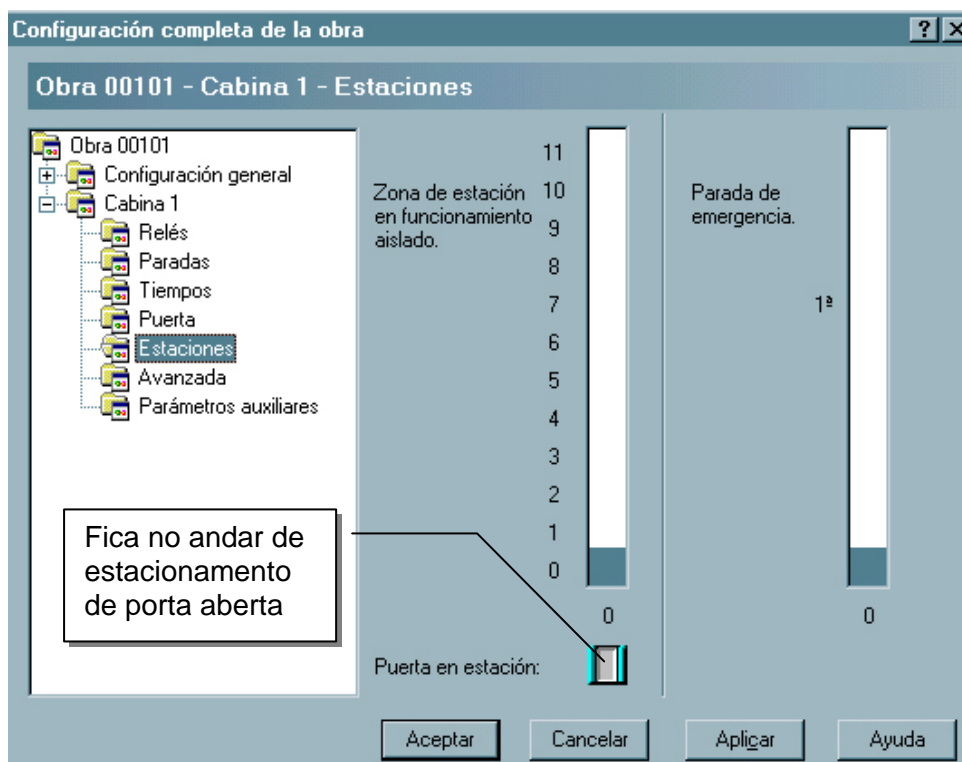 Configuración completa de la obra
Obra 00101 - Cabina 1 - Estaciones
Obra 00101
Configuración general
Cabina 1
Relés
Paradas
Tiempos
Puerta
Estaciones
Avanzada
Parámetros auxiliares
Fica no andar de
estacionamento
de porta aberta
Zona de estación
en funcionamiento
aislado.
11
10
9
8
7
6
5
4
3
2
1
0
0
Puerta en estación:
Parada de
emergencia.
1ª
0
Aceptar
Cancelar
Aplicar
Ayuda